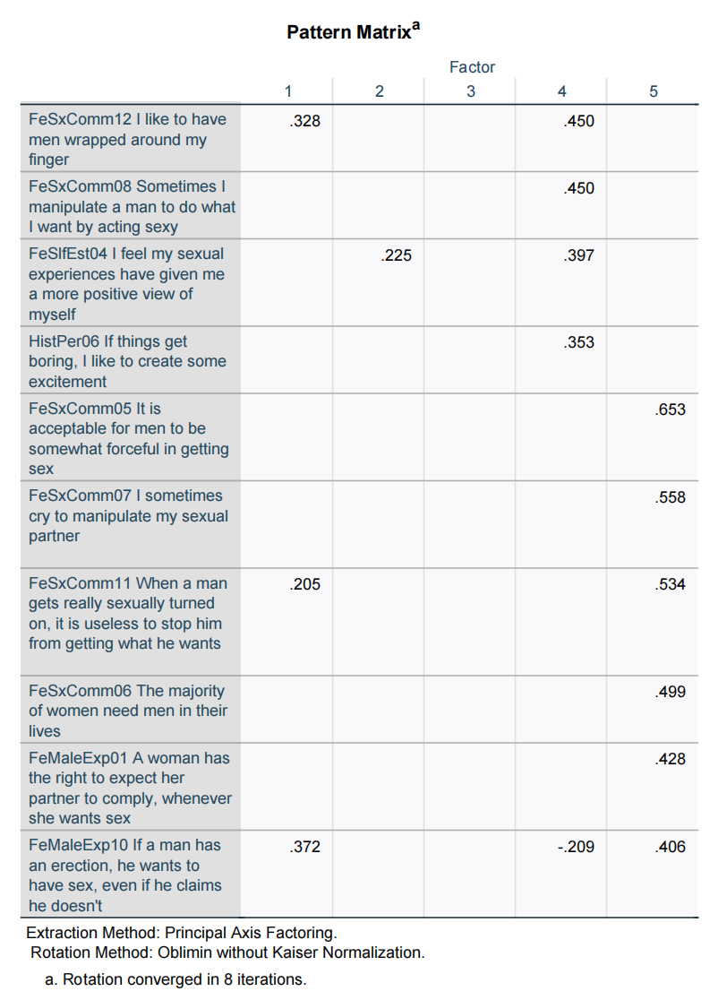 Pattern Matrixa
Factor
1 2 3 4 5
FeSxComm12 I like to have .328 .450
men wrapped around my
finger
FeSxComm08 Sometimes I .450
manipulate a man to do what
I want by acting sexy
FeSlfEst04 I feel my sexual .225 .397
experiences have given me
a more positive view of
myself
HistPer06 If things get .353
boring, I like to create some
excitement
FeSxComm05 It is .653
acceptable for men to be
somewhat forceful in getting
sex
FeSxComm07 I sometimes .558
cry to manipulate my sexual
partner
FeSxComm11 When a man .205 .534
gets really sexually turned
on, it is useless to stop him
from getting what he wants
FeSxComm06 The majority .499
of women need men in their
lives
FeMaleExp01 A woman has .428
the right to expect her
partner to comply, whenever
she wants sex
FeMaleExp10 If a man has .372 -.209 .406
an erection, he wants to
have sex, even if he claims
he doesn't
Extraction Method: Principal Axis Factoring.
Rotation Method: Oblimin without Kaiser Normalization.
a. Rotation converged in 8 iterations.